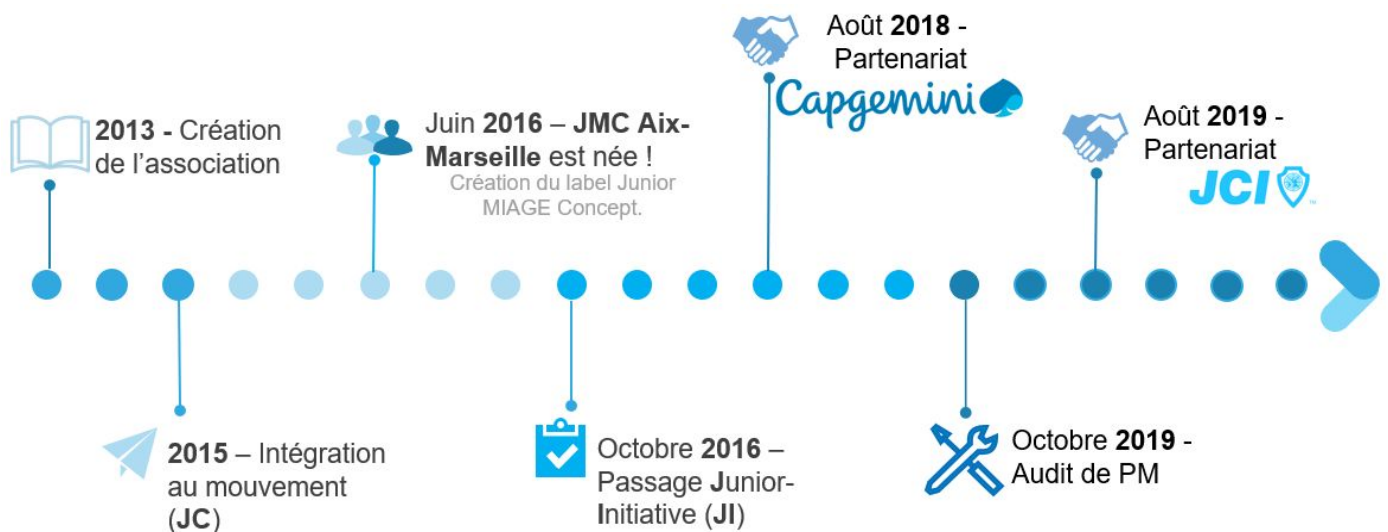 2013 - Création
de l'association
2015 – Intégration
au mouvement
(JC)
Juin 2016 – JMC Aix-
Marseille est née !
Création du label Junior
MIAGE Concept.
Octobre 2016 –
Passage Junior-
Initiative (JI)
Août 2018 -
Partenariat
Capgemini
Octobre 2019 -
Audit de PM
Août 2019 -
Partenariat
JCI